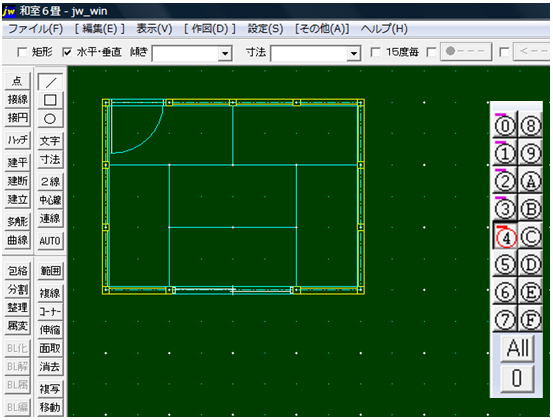 jw 和室６畳 - jw_win
ファイル(F) [ 編集(E) ] 表示(V) [ 作図(D) ] 設定(S) [その他(A)] ヘルプ(H)
矩形 水平・垂直 傾き 寸法 15度毎 ●--- <--
点 ／
接線 □
接円 ○
ハッチ 文字
建平 寸法
建断 ２線
建立 中心線
多角形 連線
曲線 AUTO
包絡 範囲
分割 複線
整理 コーナー
属変 伸縮
BL化 面取
BL解 消去
BL属 複写
BL編 移動
⓪ ⑧
① ⑨
② Ⓐ
③ Ⓑ
④ Ⓒ
⑤ Ⓓ
⑥ Ⓔ
⑦ Ⓕ
All
0